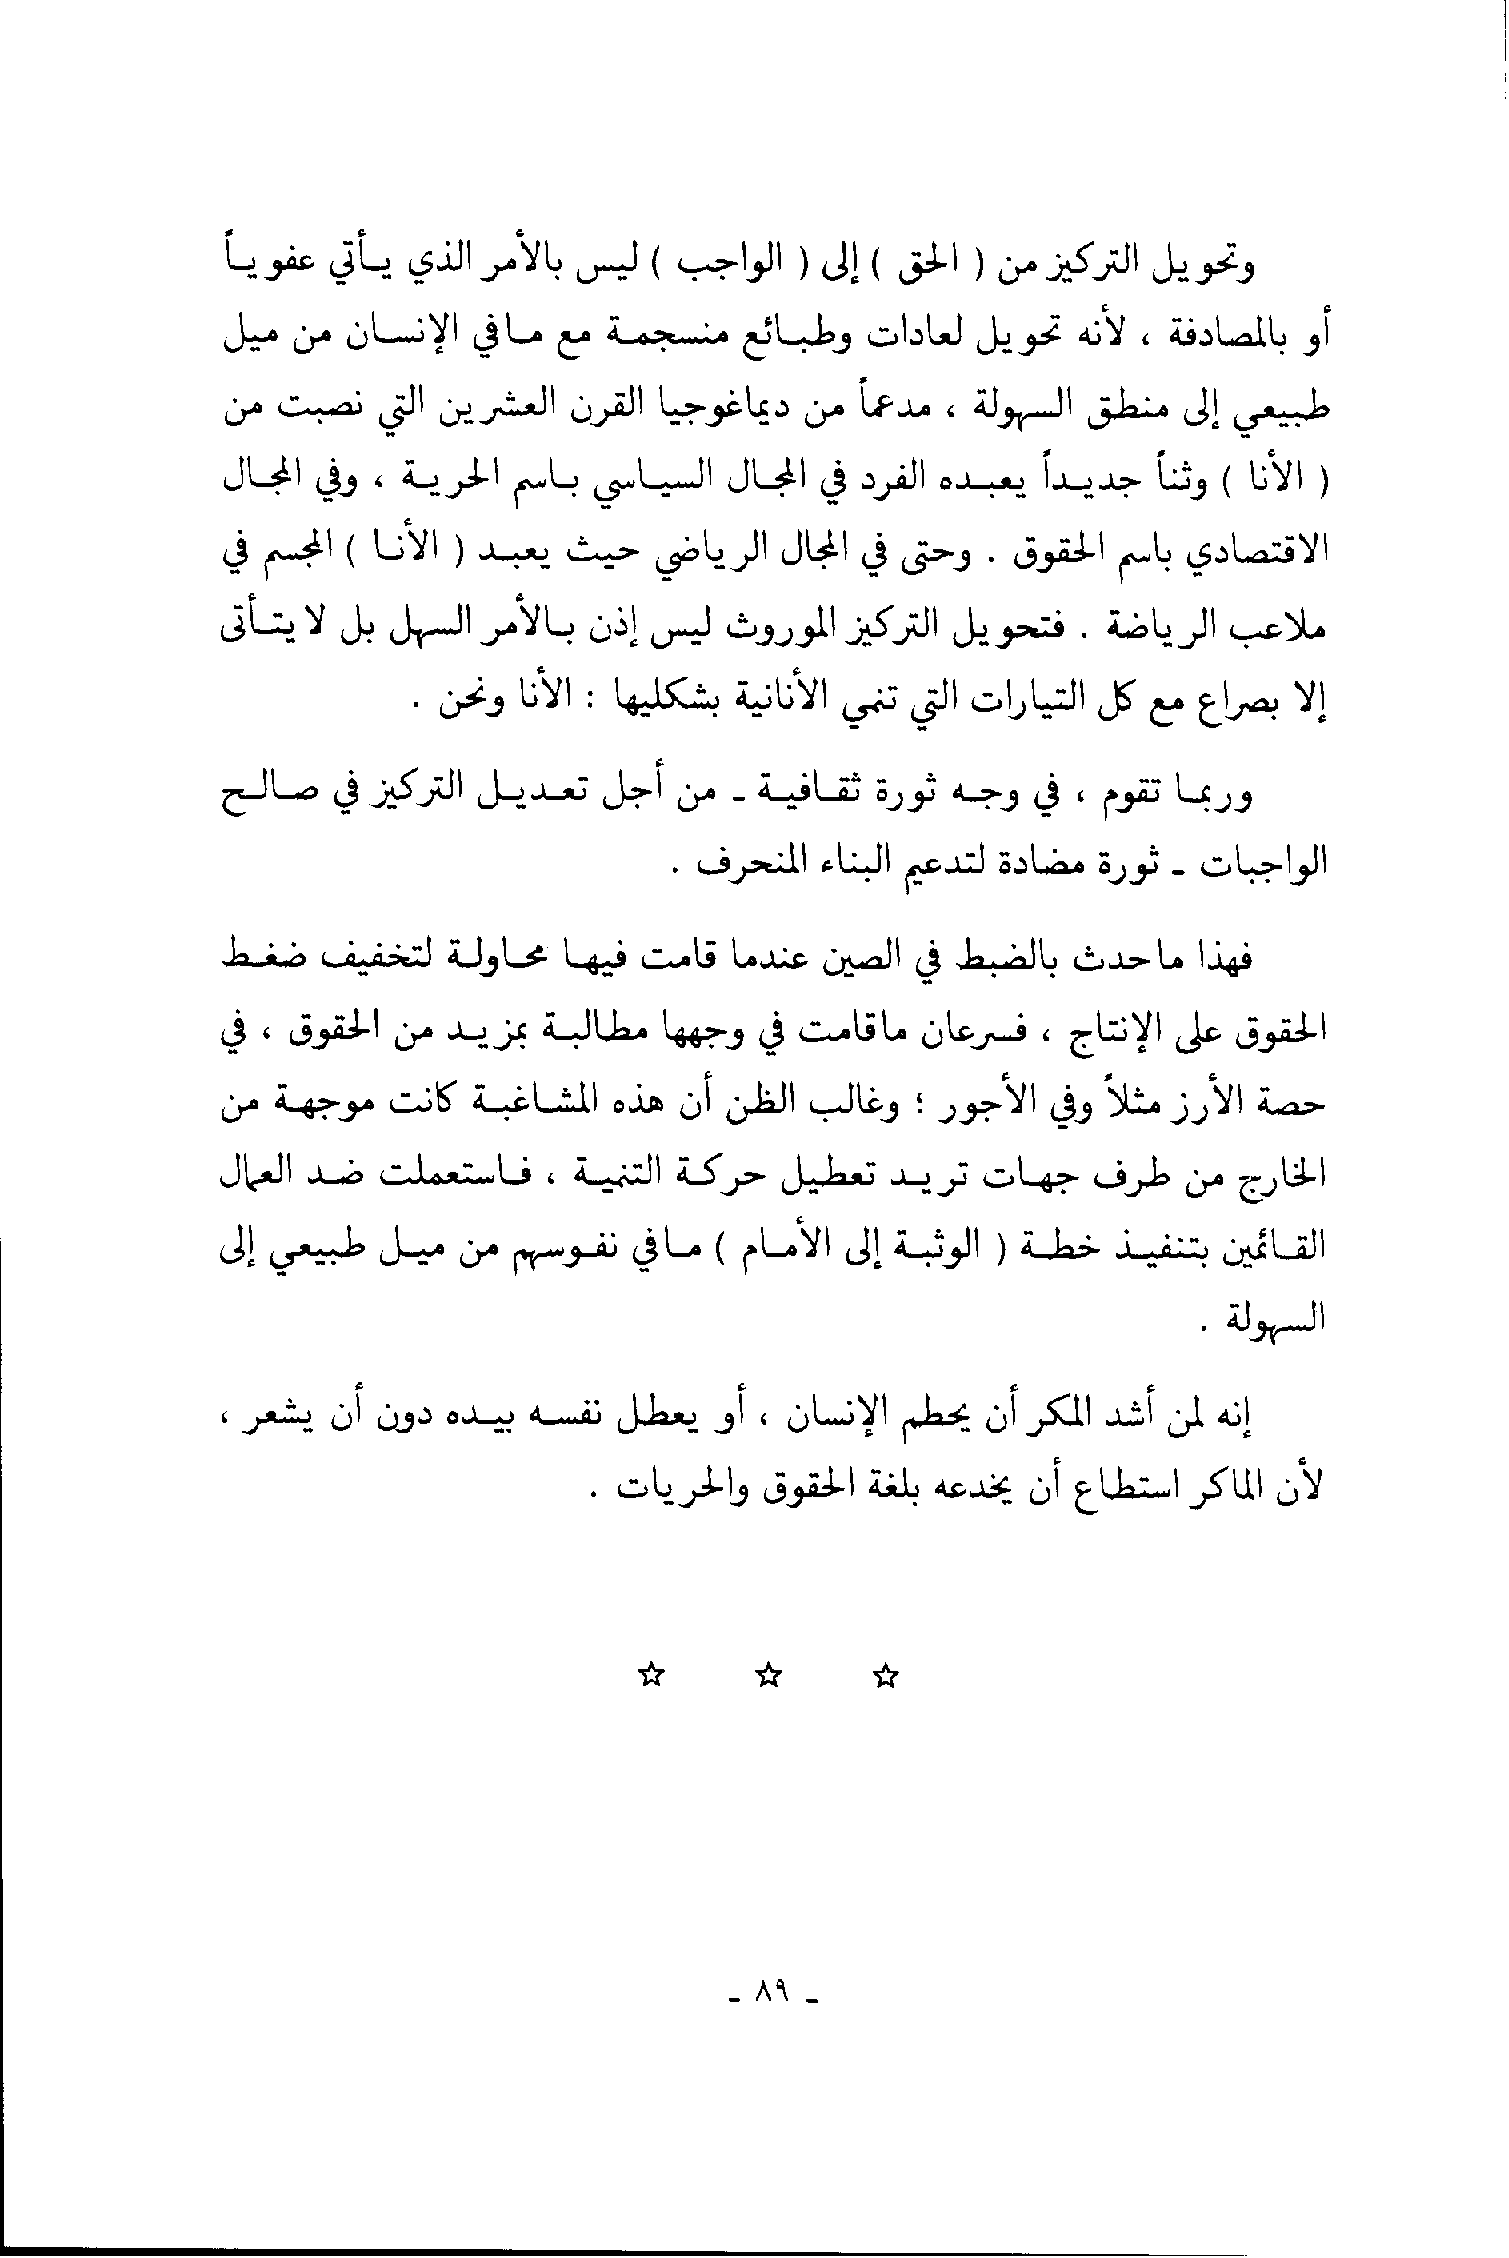 وتحويل التركيز من ( الحق ) إلى ( الواجب ) ليس بالأمر الذي يأتي عفوياً
أو بالمصادفة ، لأنه تحويل لعادات وطبائع منسجمة مع مافي الإنسان من ميل
طبيعي إلى منطق السهولة ، مدعماً من ديماغوجيا القرن العشرين التي نصبت من
( الأنا ) وثناً جديداً يعبده الفرد في المجال السياسي باسم الحرية ، وفي المجال
الاقتصادي باسم الحقوق . وحتى في المجال الرياضي حيث يعبد ( الأنا ) المجسم في
ملاعب الرياضة . فتحويل التركيز الموروث ليس إذن بالأمر السهل بل لا يتأتى
إلا بصراع مع كل التيارات التي تنمي الأنانية بشكليها : الأنا ونحن .
وربما تقوم ، في وجه ثورة ثقافية - من أجل تعديل التركيز في صالح
الواجبات - ثورة مضادة لتدعيم البناء المنحرف .
فهذا ماحدث بالضبط في الصين عندما قامت فيها محاولة لتخفيف ضغط
الحقوق على الإنتاج ، فسرعان ماقامت في وجهها مطالبة بمزيد من الحقوق ، في
حصة الأرز مثلاً وفي الأجور ؛ وغالب الظن أن هذه المشاغبة كانت موجهة من
الخارج من طرف جهات تريد تعطيل حركة التنمية ، فاستعملت ضد العمال
القائمين بتنفيذ خطة ( الوثبة إلى الأمام ) مافي نفوسهم من ميل طبيعي إلى
السهولة .
إنه لمن أشد المكر أن يحطم الإنسان ، أو يعطل نفسه بيده دون أن يشعر ،
لأن الماكر استطاع أن يخدعه بلغة الحقوق والحريات .
☆ ☆ ☆
- ٨٩ -